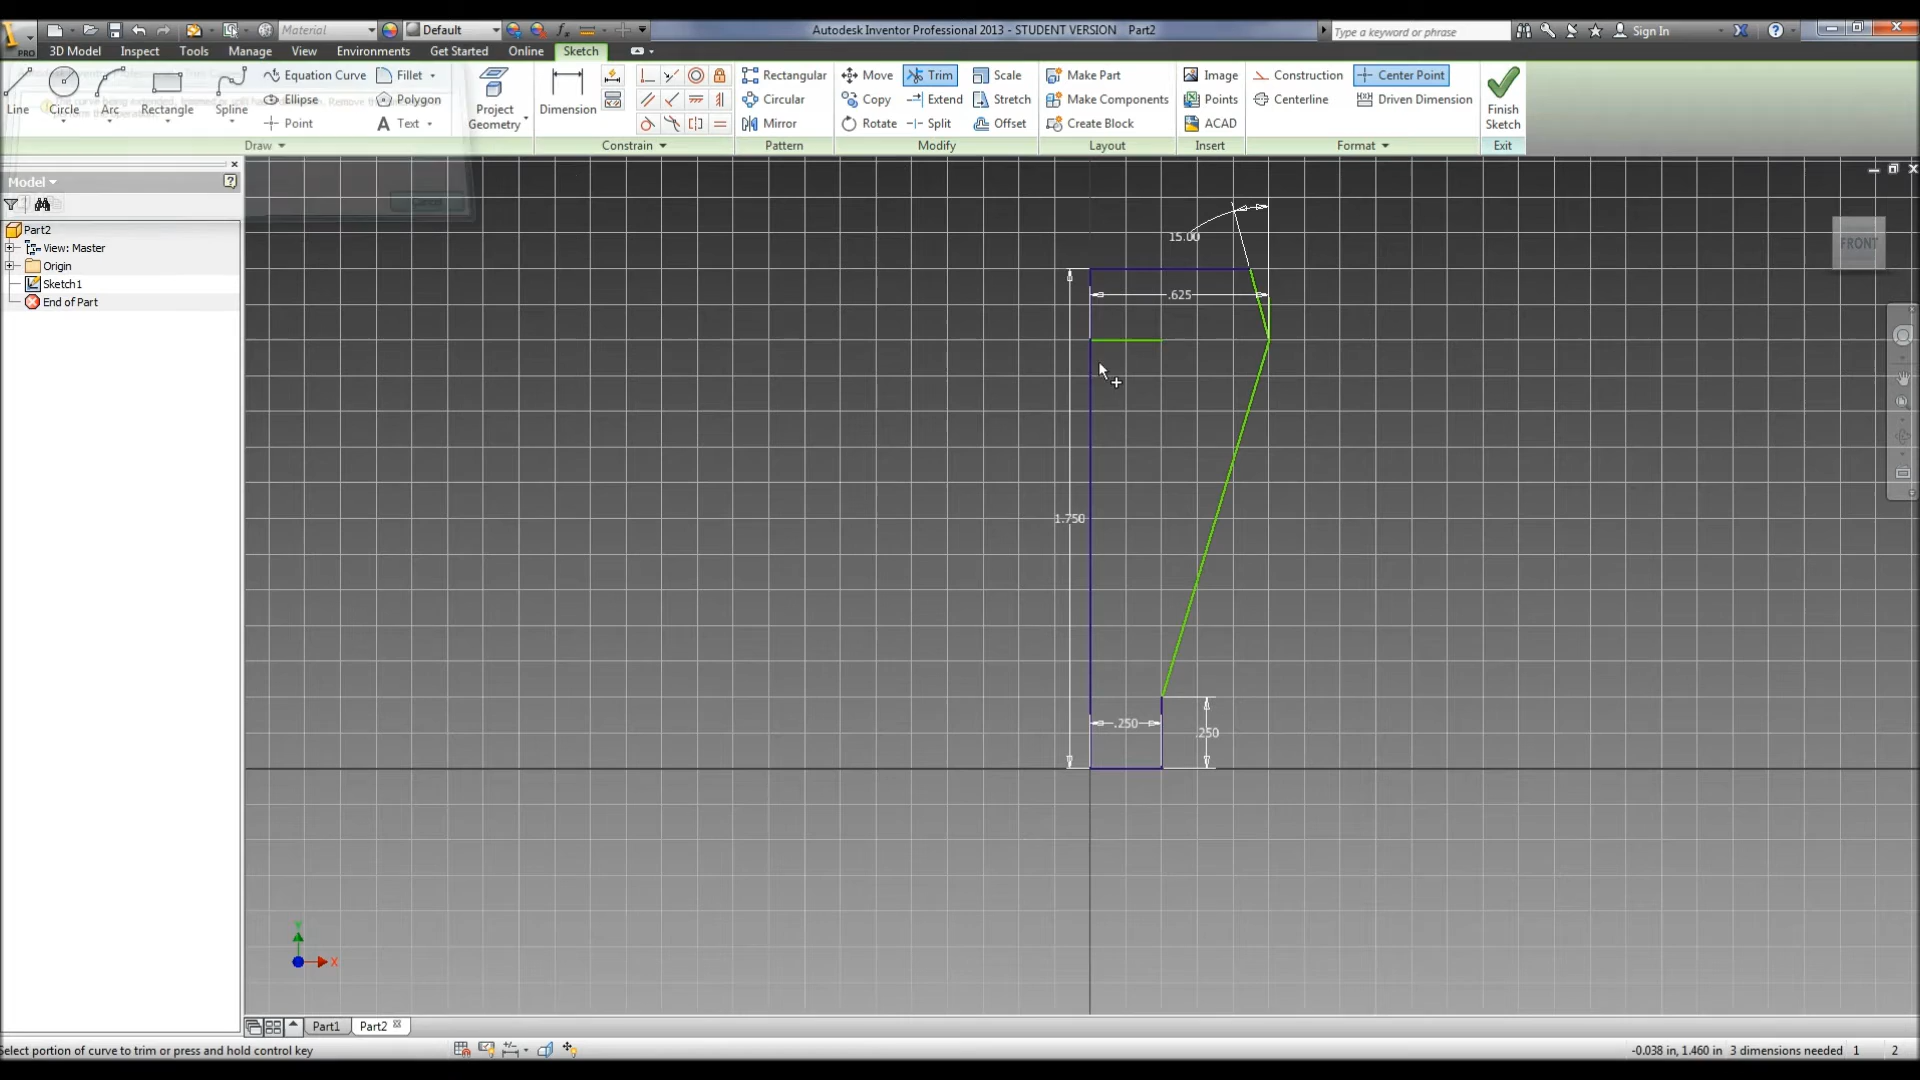 Material
Default
Autodesk Inventor Professional 2013 - STUDENT VERSION Part2
Type a keyword or phrase
Sign In
PRO
3D Model Inspect Tools Manage View Environments Get Started Online Sketch
Line
Circle
Arc
Rectangle
Spline
Equation Curve
Ellipse
Point
Fillet
Polygon
Text
Draw
Project
Geometry
Dimension
Constrain
Rectangular
Circular
Mirror
Pattern
Move
Copy
Rotate
Trim
Extend
Split
Scale
Stretch
Offset
Modify
Make Part
Make Components
Create Block
Layout
Image
Points
ACAD
Insert
Construction
Centerline
Center Point
Driven Dimension
Format
Finish
Sketch
Exit
Cancel
Model
Part2
View: Master
Origin
Sketch1
End of Part
15.00
.625
1.750
.250
.250
FRONT
Y
X
Part1
Part2
Select portion of curve to trim or press and hold control key
-0.038 in, 1.460 in 3 dimensions needed 1 2